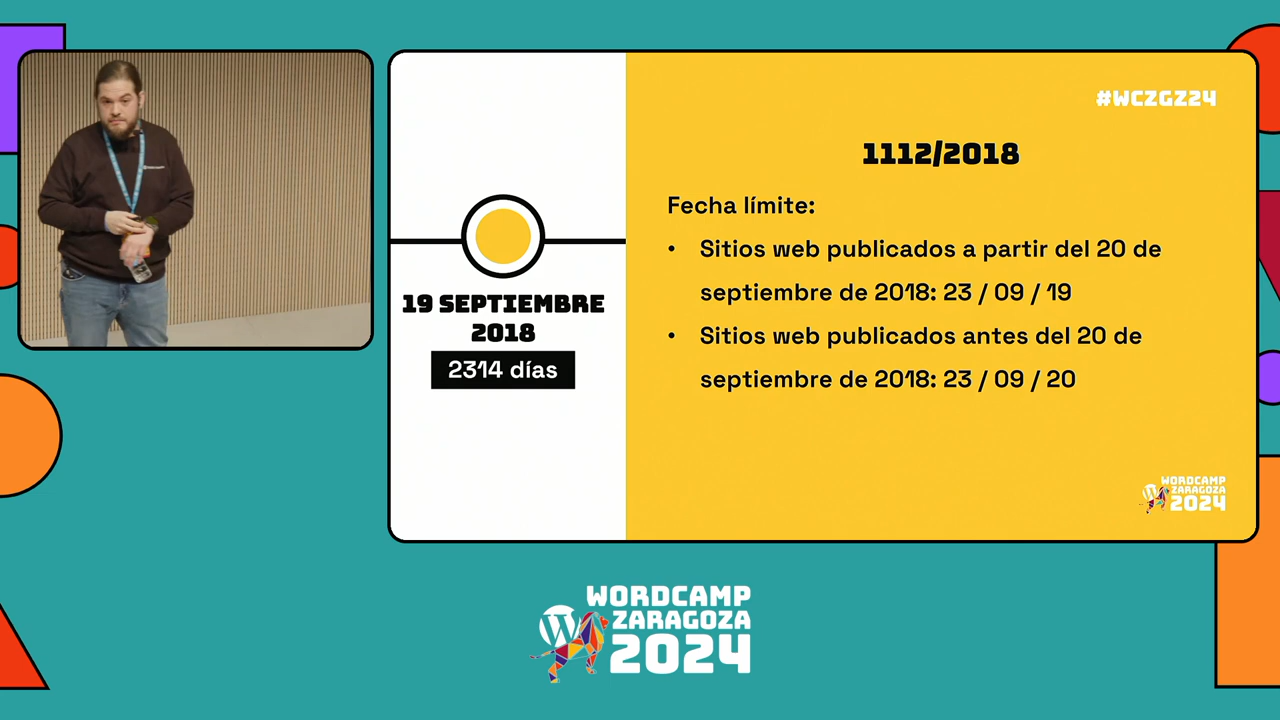 #WCZGZ24
19 SEPTIEMBRE
2018
2314 días
1112/2018
Fecha límite:
• Sitios web publicados a partir del 20 de
septiembre de 2018: 23 / 09 / 19
• Sitios web publicados antes del 20 de
septiembre de 2018: 23 / 09 / 20
WORDCAMP
ZARAGOZA
2024
WORDCAMP
ZARAGOZA
2024